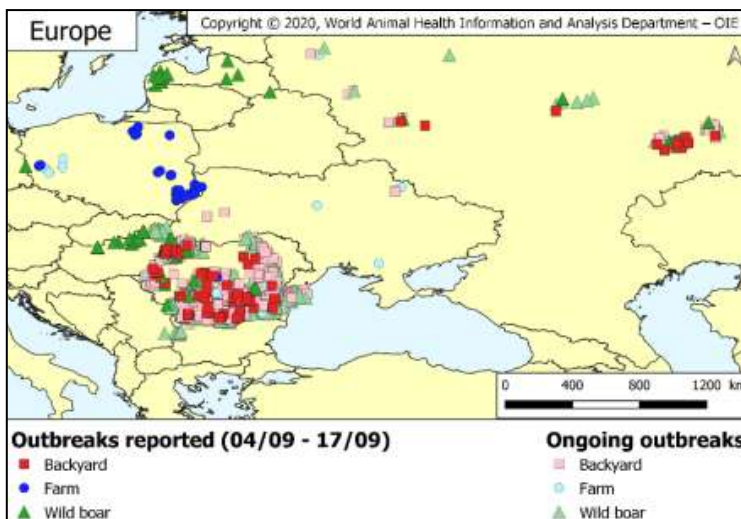 Europe
Copyright © 2020, World Animal Health Information and Analysis Department – OIE
0 400 800 1200 km
Outbreaks reported (04/09 - 17/09)
Backyard
Farm
Wild boar
Ongoing outbreaks
Backyard
Farm
Wild boar